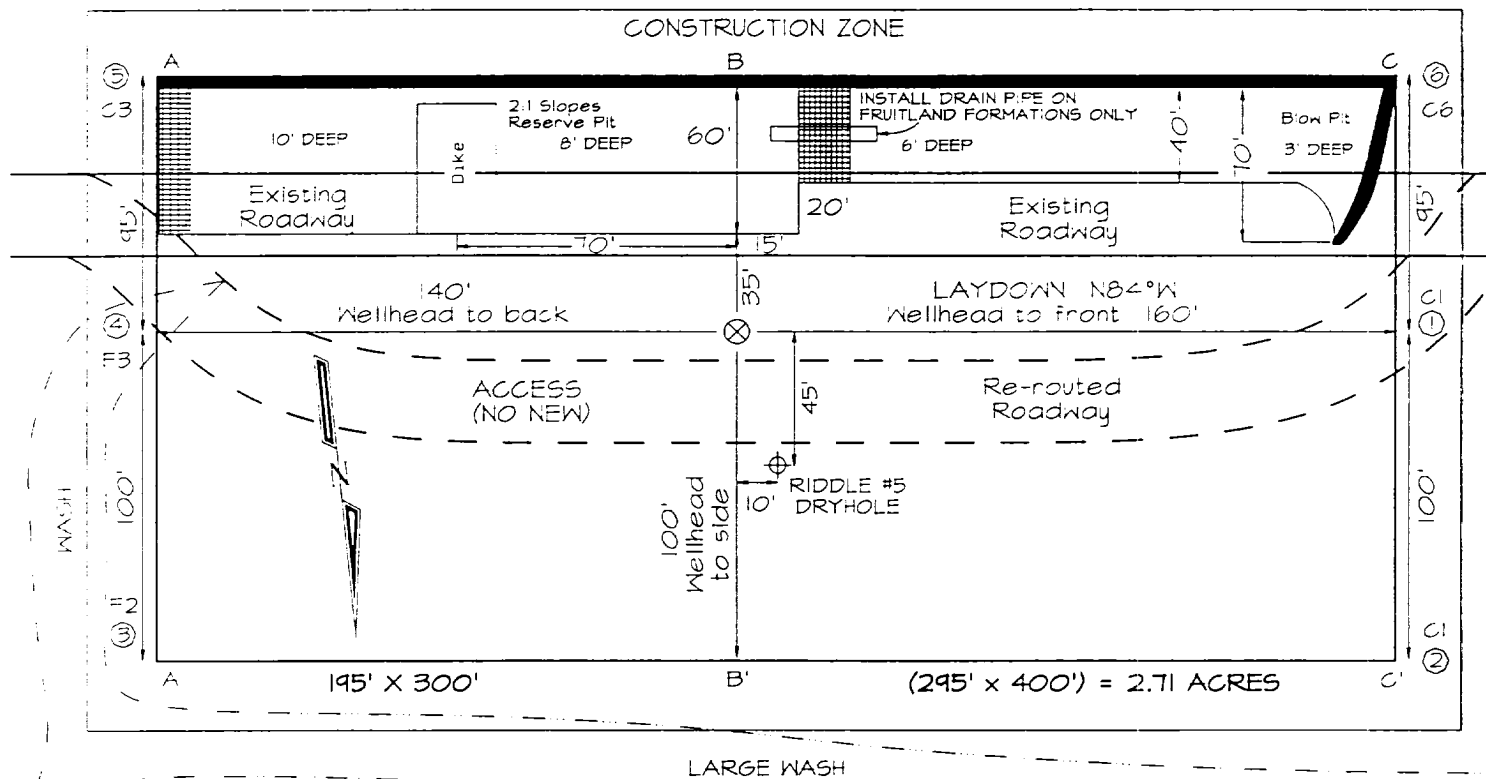 CONSTRUCTION ZONE
A
B
C
5
6
C3
C6
2:1 Slopes
Reserve Pit
10' DEEP
8' DEEP
Dike
60'
INSTALL DRAIN PIPE ON
FRUITLAND FORMATIONS ONLY
6' DEEP
40'
70'
Blow Pit
3' DEEP
Existing
Roadway
20'
Existing
Roadway
95'
95'
70'
15'
35'
140'
Wellhead to back
LAYDOWN N84°W
Wellhead to front 160'
4
F3
C1
1
ACCESS
(NO NEW)
45'
Re-routed
Roadway
N
10'
RIDDLE #5
DRYHOLE
100'
Wellhead
to side
100'
100'
WASH
F2
3
C1
2
A
195' X 300'
B'
(295' x 400') = 2.71 ACRES
C'
LARGE WASH